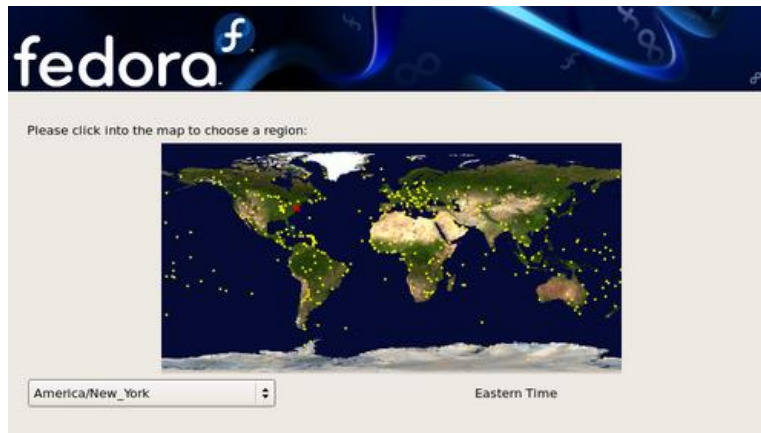 fedora
Please click into the map to choose a region:
America/New_York
Eastern Time